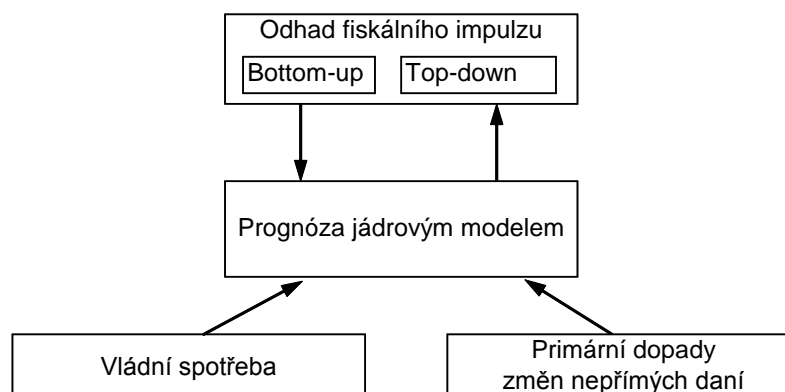 Odhad fiskálního impulzu
Bottom-up
Top-down
Prognóza jádrovým modelem
Vládní spotřeba
Primární dopady
změn nepřímých daní